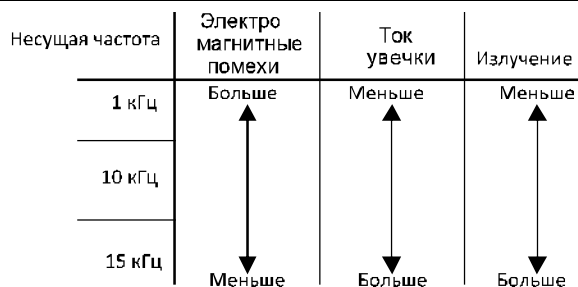 Несущая частота
Электро
магнитные
помехи
Ток
увечки
Излучение
1 кГц
Больше
Меньше
Меньше
10 кГц
15 кГц
Меньше
Больше
Больше